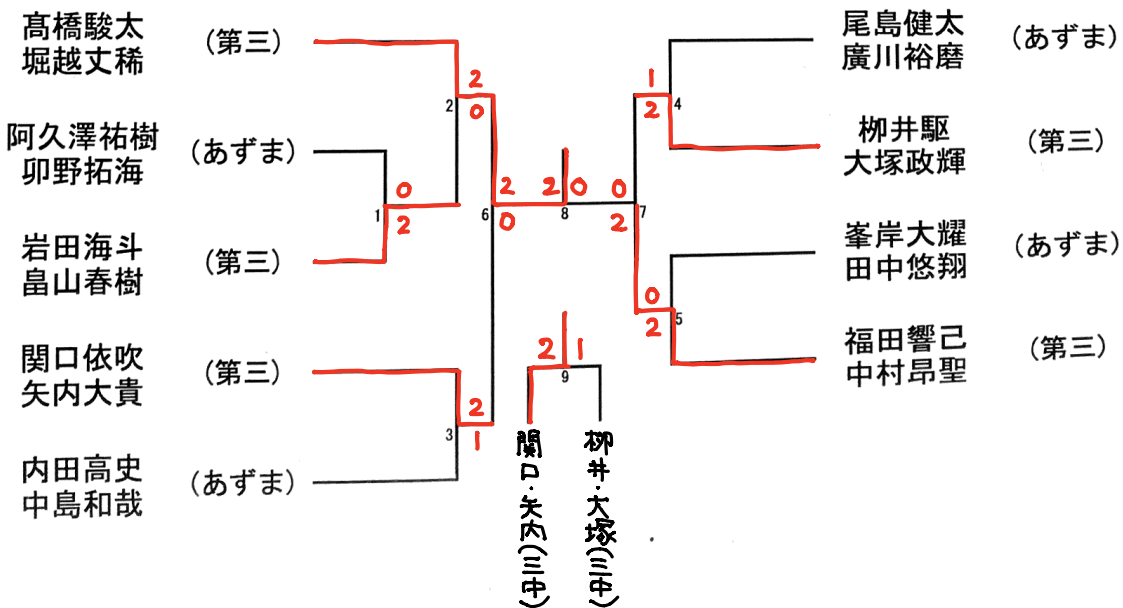 髙橋駿太
堀越丈稀
(第三)
阿久澤祐樹
卯野拓海
(あずま)
岩田海斗
畠山春樹
(第三)
関口依吹
矢内大貴
(第三)
内田高史
中島和哉
(あずま)
2
2
0
1
0
2
3
2
1
6
2
0
8
2
0
7
0
2
4
1
2
5
0
2
9
2
1
関口・矢内(三中)
柳井・大塚(三中)
尾島健太
廣川裕磨
(あずま)
栁井駆
大塚政輝
(第三)
峯岸大耀
田中悠翔
(あずま)
福田響己
中村昂聖
(第三)